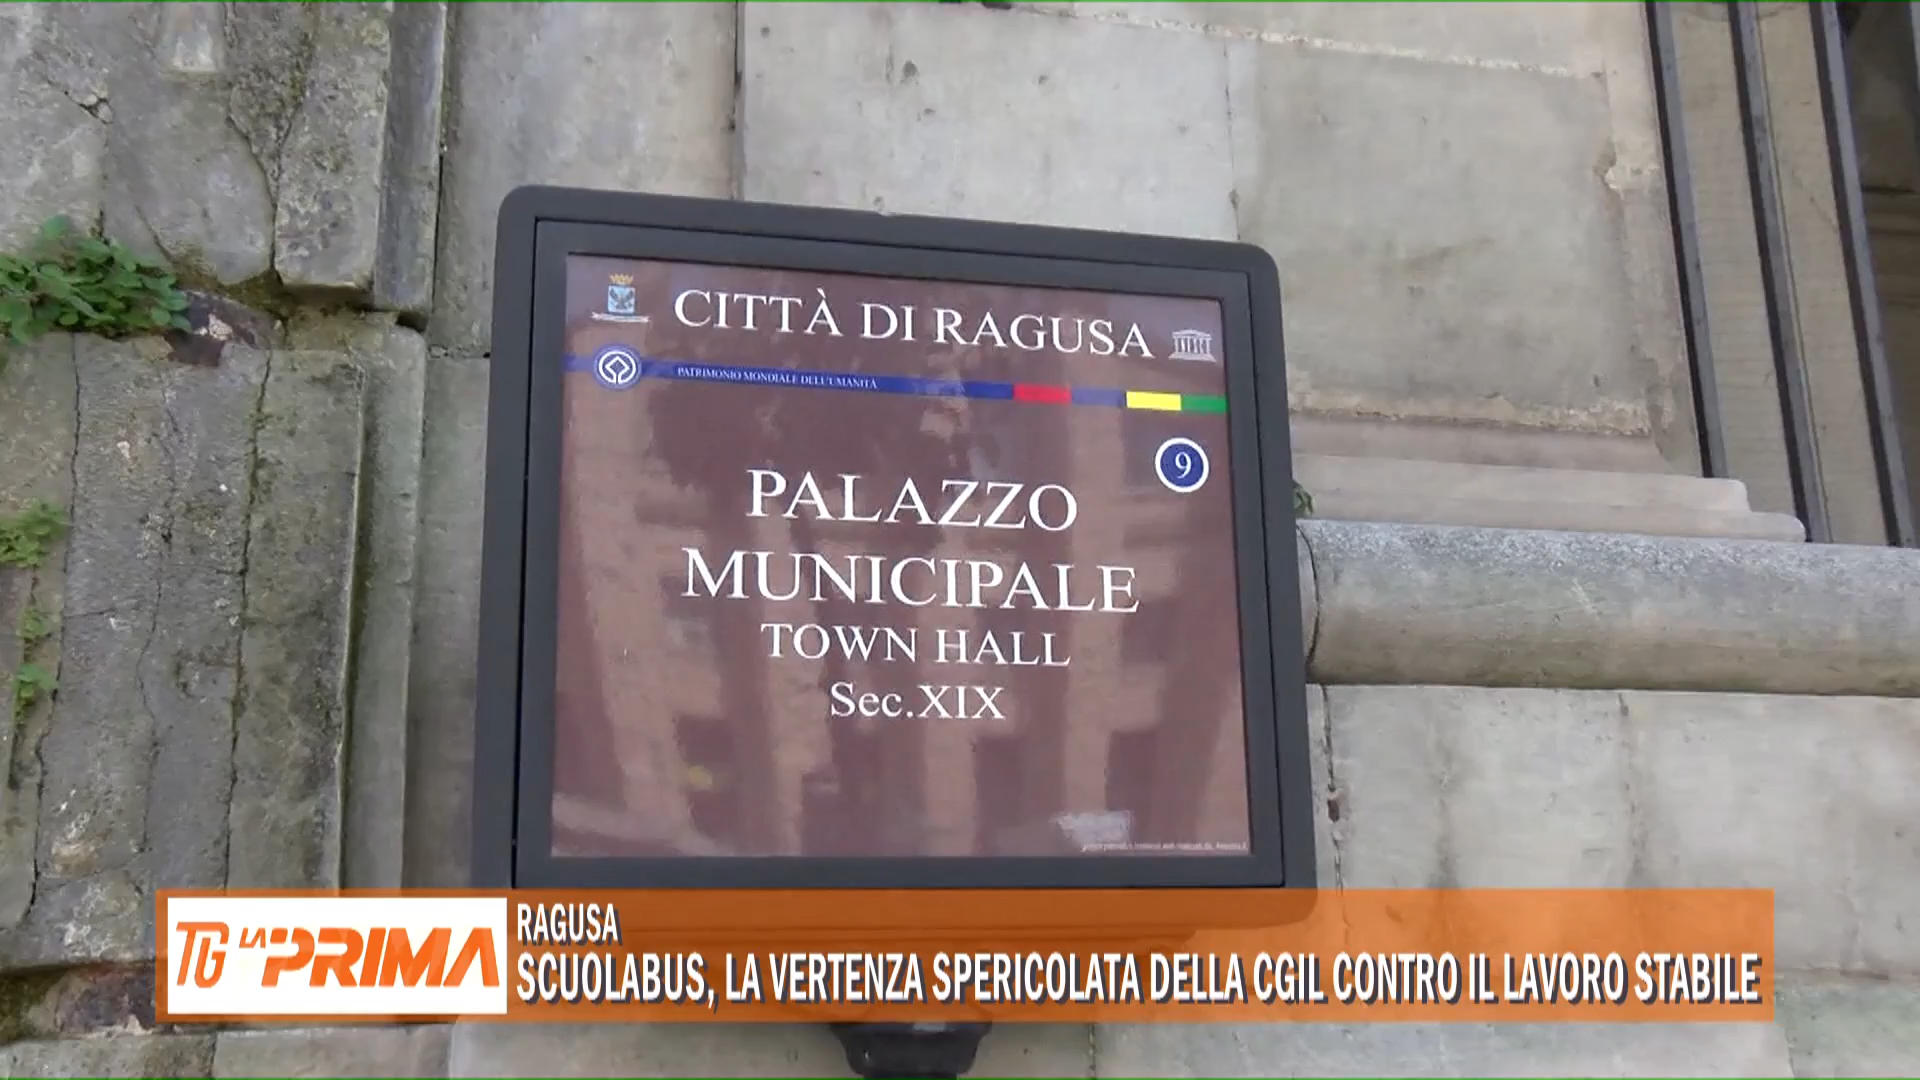 CITTÀ DI RAGUSA
PATRIMONIO MONDIALE DELL'UMANITÀ
9
PALAZZO
MUNICIPALE
TOWN HALL
Sec.XIX
TG LA PRIMA
RAGUSA
SCUOLABUS, LA VERTENZA SPERICOLATA DELLA CGIL CONTRO IL LAVORO STABILE